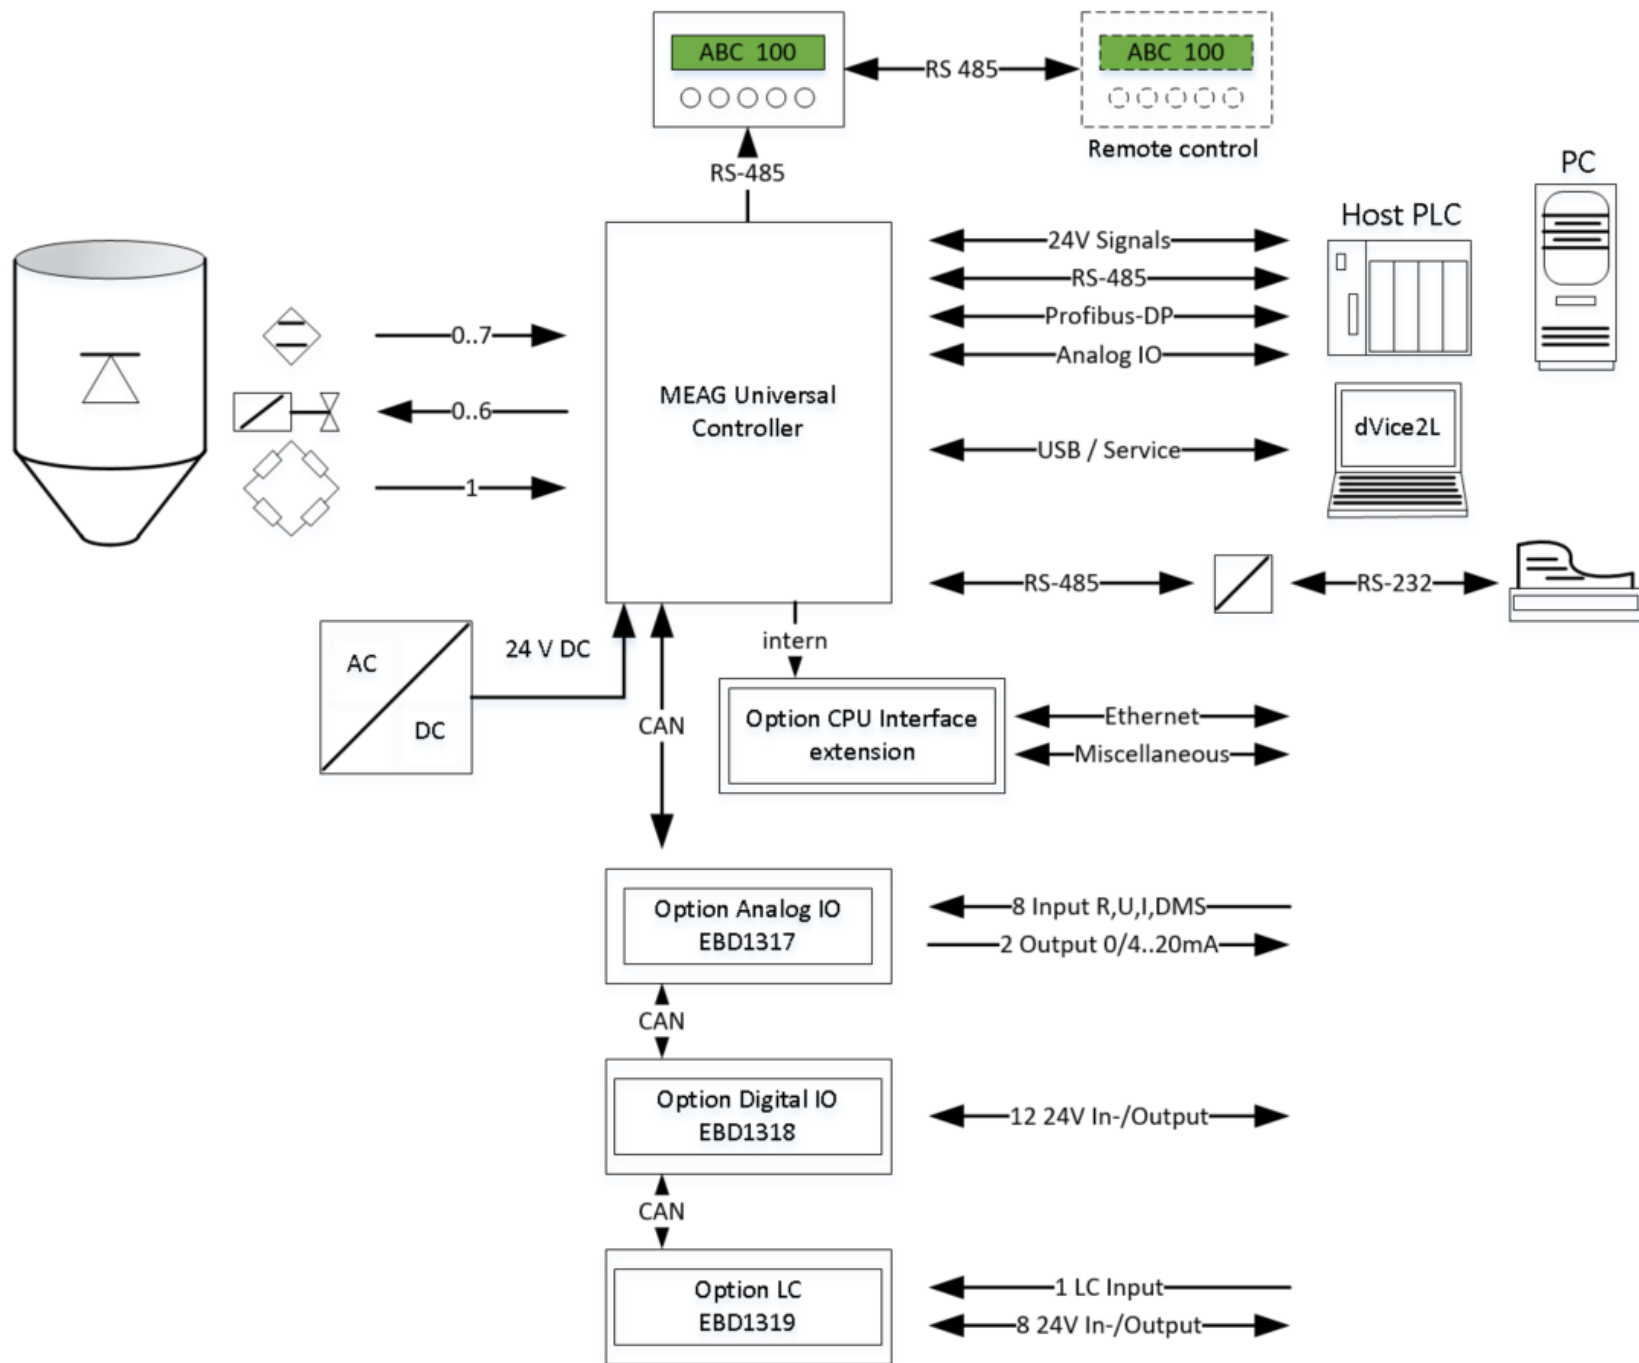 ABC 100
RS 485
ABC 100
Remote control
RS-485
PC
Host PLC
24V Signals
RS-485
Profibus-DP
Analog IO
0..7
MEAG Universal
Controller
0..6
dVice2L
USB / Service
1
RS-485
RS-232
intern
24 V DC
AC
DC
CAN
Option CPU Interface
extension
Ethernet
Miscellaneous
Option Analog IO
EBD1317
8 Input R,U,I,DMS
2 Output 0/4..20mA
CAN
Option Digital IO
EBD1318
12 24V In-/Output
CAN
Option LC
EBD1319
1 LC Input
8 24V In-/Output